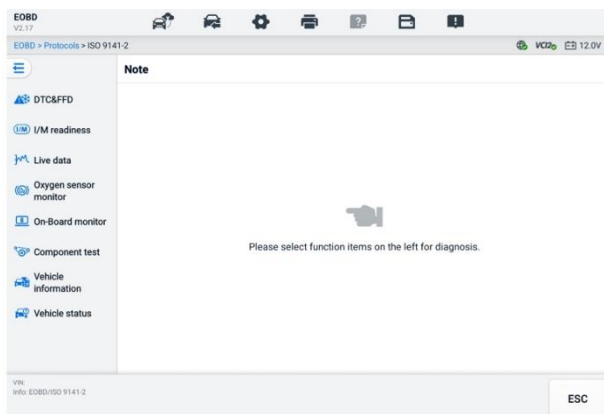 EOBD
V2.17
EOBD > Protocols > ISO 9141-2
VCI2 12.0V
Note
DTC&FFD
I/M I/M readiness
Live data
Oxygen sensor
monitor
On-Board monitor
Component test
Vehicle
information
Vehicle status
Please select function items on the left for diagnosis.
VIN:
Info: EOBD/ISO 9141-2
ESC